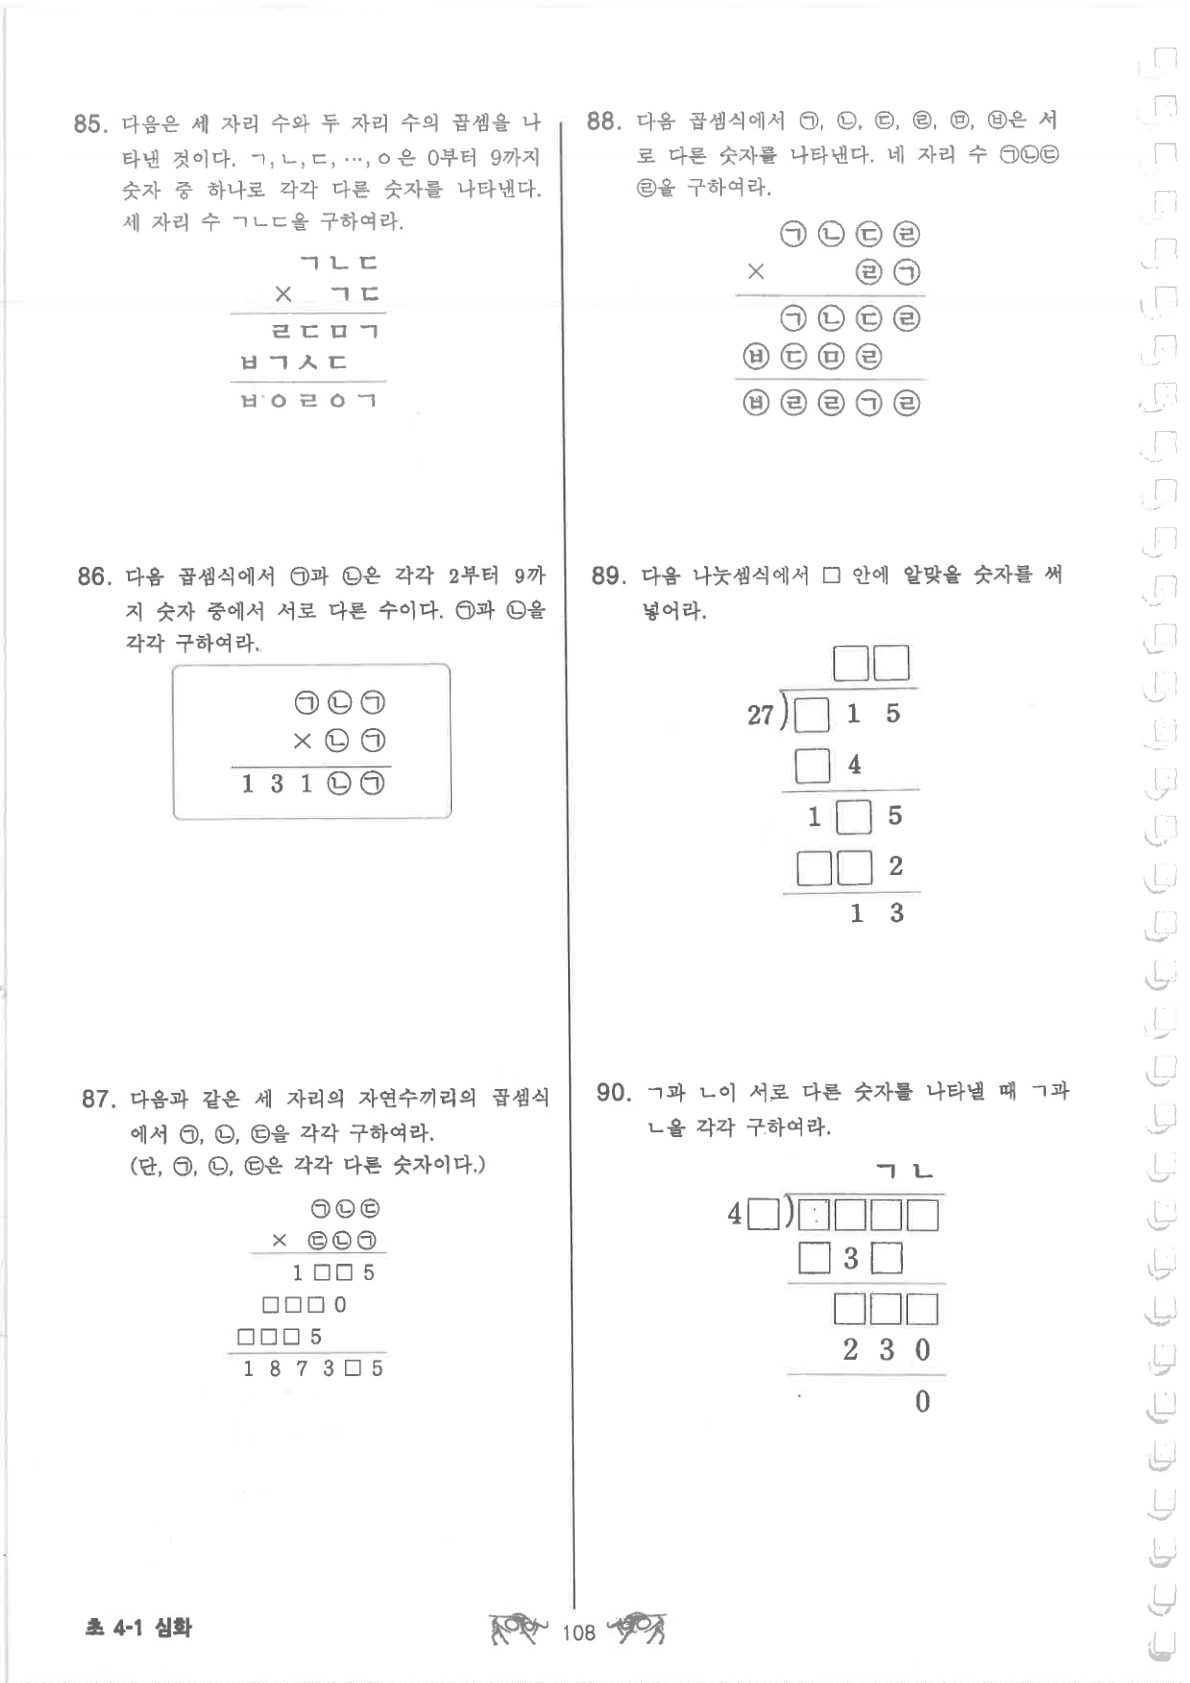 85. 다음은 세 자리 수와 두 자리 수의 곱셈을 나
타낸 것이다. ㄱ,ㄴ,ㄷ, …,ㅇ은 0부터 9까지
숫자 중 하나로 각각 다른 숫자를 나타낸다.
세 자리 수 ㄱㄴㄷ을 구하여라.
ㄱㄴㄷ
× ㄱㄷ
ㄹㄷㅁㄱ
ㅂㄱㅅㄷ
ㅂㅇㄹㅇㄱ
86. 다음 곱셈식에서 ㉠과 ㉡은 각각 2부터 9까
지 숫자 중에서 서로 다른 수이다. ㉠과 ㉡을
각각 구하여라.
㉠㉡㉠
×㉡㉠
1 3 1㉡㉠
87. 다음과 같은 세 자리의 자연수끼리의 곱셈식
에서 ㉠, ㉡, ㉢을 각각 구하여라.
(단, ㉠, ㉡, ㉢은 각각 다른 숫자이다.)
㉠㉡㉢
× ㉢㉡㉠
1 □□ 5
□□□ 0
□□□ 5
1 8 7 3 □ 5
88. 다음 곱셈식에서 ㉠, ㉡, ㉢, ㉣, ㉤, ㉥은 서
로 다른 숫자를 나타낸다. 네 자리 수 ㉠㉡㉢
㉣을 구하여라.
㉠㉡㉢㉣
× ㉣㉠
㉠㉡㉢㉣
㉥㉢㉤㉣
㉥㉣㉣㉠㉣
89. 다음 나눗셈식에서 □ 안에 알맞을 숫자를 써
넣어라.
□□
27)□ 1 5
□ 4
1 □ 5
□□ 2
1 3
90. ㄱ과 ㄴ이 서로 다른 숫자를 나타낼 때 ㄱ과
ㄴ을 각각 구하여라.
ㄱㄴ
4□)□□□□
□ 3 □
□□□
2 3 0
0
초 4-1 심화
108